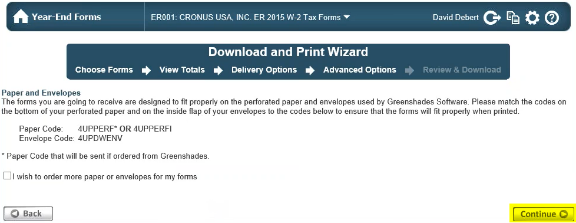 Year-End Forms
ER001: CRONUS USA, INC. ER 2015 W-2 Tax Forms
David Debert
Download and Print Wizard
Choose Forms
View Totals
Delivery Options
Advanced Options
Review & Download
Paper and Envelopes
The forms you are going to receive are designed to fit properly on the perforated paper and envelopes used by Greenshades Software. Please match the codes on
the bottom of your perforated paper and on the inside flap of your envelopes to the codes below to ensure that the forms will fit properly when printed.
Paper Code: 4UPPERF* OR 4UPPERFI
Envelope Code: 4UPDWENV
* Paper Code that will be sent if ordered from Greenshades.
I wish to order more paper or envelopes for my forms
Back
Continue